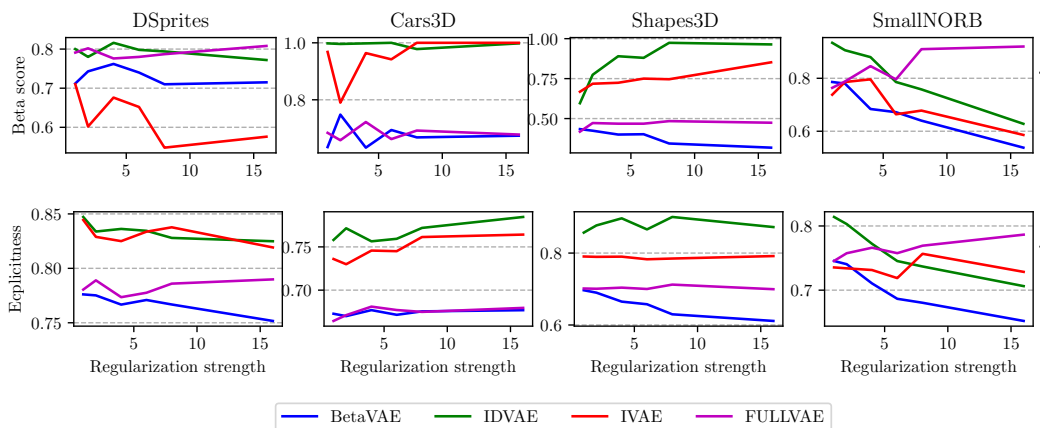 DSprites Cars3D Shapes3D SmallNORB
Beta score
0.8
0.7
0.6
5 10 15
1.0
0.8
5 10 15
1.00
0.75
0.50
5 10 15
0.8
0.6
5 10 15
Ecplicitness
0.85
0.80
0.75
5 10 15
0.75
0.70
5 10 15
0.8
0.6
5 10 15
0.8
0.7
5 10 15
Regularization strength Regularization strength Regularization strength Regularization strength
BetaVAE IDVAE IVAE FULLVAE